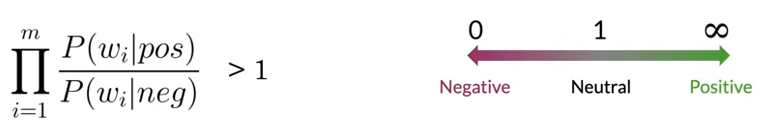 m
∏ P(w_i|pos) / P(w_i|neg) > 1
i=1
0 1 ∞
Negative Neutral Positive